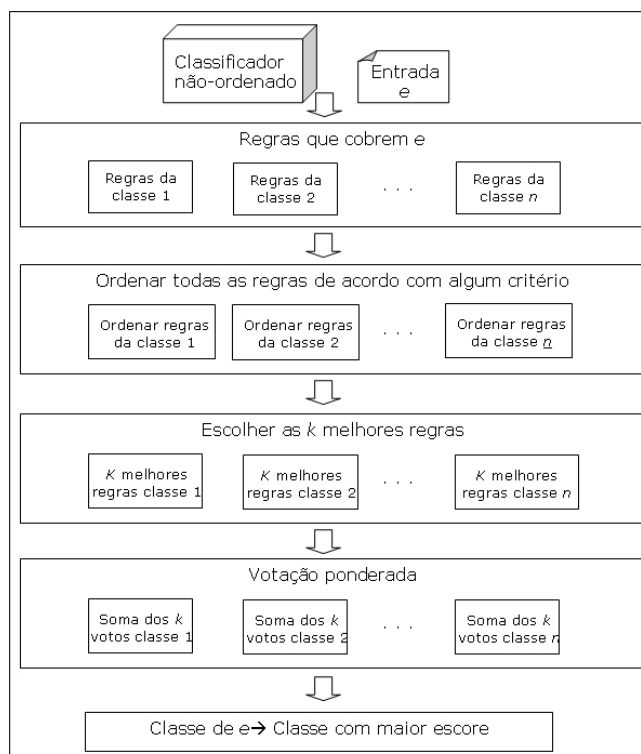 Classificador
não-ordenado
Entrada
e
Regras que cobrem e
Regras da
classe 1
Regras da
classe 2
. . .
Regras da
classe n
Ordenar todas as regras de acordo com algum critério
Ordenar regras
da classe 1
Ordenar regras
da classe 2
. . .
Ordenar regras
da classe n
Escolher as k melhores regras
K melhores
regras classe 1
K melhores
regras classe 2
. . .
K melhores
regras classe n
Votação ponderada
Soma dos k
votos classe 1
Soma dos k
votos classe 2
. . .
Soma dos k
votos classe n
Classe de e→ Classe com maior escore